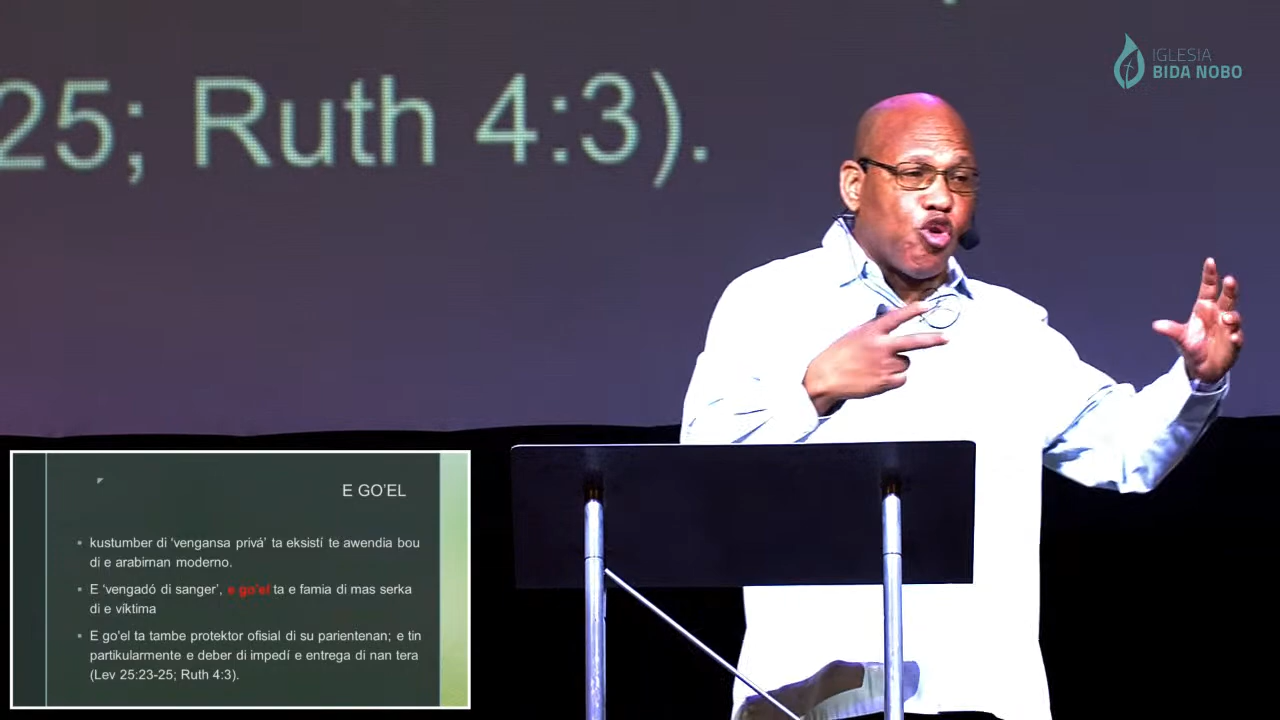 25; Ruth 4:3).
IGLESIA
BIDA NOBO
E GO'EL
kustumber di ‘vengansa privá’ ta eksistí te awendia bou
di e arabirnan moderno.
E ‘vengadó di sanger’, e go'el ta e famia di mas serka
di e víktima
E go'el ta tambe protektor ofisial di su parientenan; e tin
partikularmente e deber di impedí e entrega di nan tera
(Lev 25:23-25; Ruth 4:3).